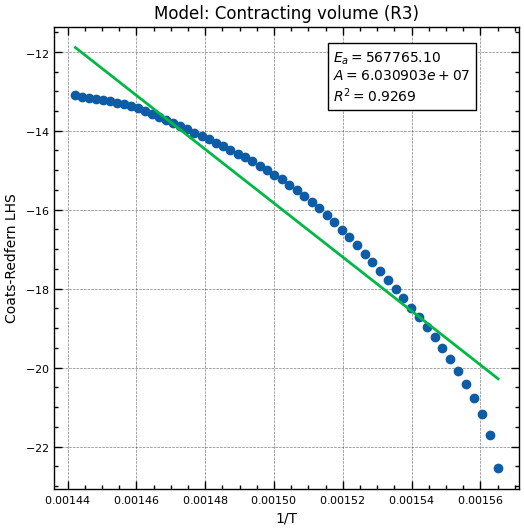 Model: Contracting volume (R3)
E_a = 567765.10
A = 6.030903e + 07
R^2 = 0.9269
Coats-Redfern LHS
−12
−14
−16
−18
−20
−22
0.00144 0.00146 0.00148 0.00150 0.00152 0.00154 0.00156
1/T